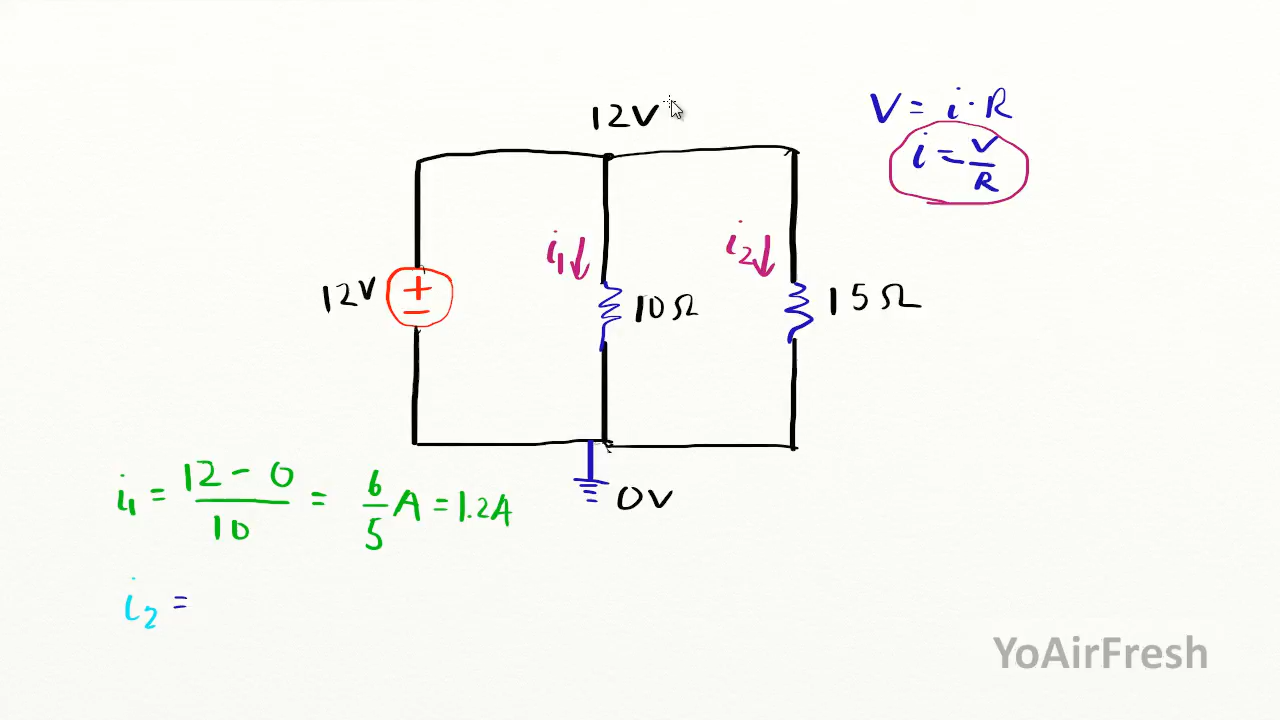 12V
V = i · R
i = V/R
i1
i2
12V
+
−
10Ω
15Ω
i1 = 12 − 0 / 10 = 6/5 A = 1.2A
0V
i2 =
YoAirFresh